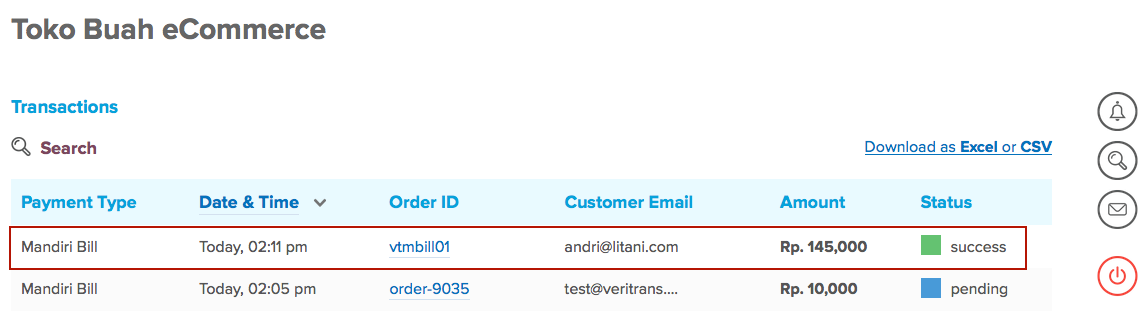 Toko Buah eCommerce
Transactions
Search
Download as Excel or CSV
Payment Type Date & Time Order ID Customer Email Amount Status
Mandiri Bill Today, 02:11 pm vtmbill01 andri@litani.com Rp. 145,000 success
Mandiri Bill Today, 02:05 pm order-9035 test@veritrans.... Rp. 10,000 pending